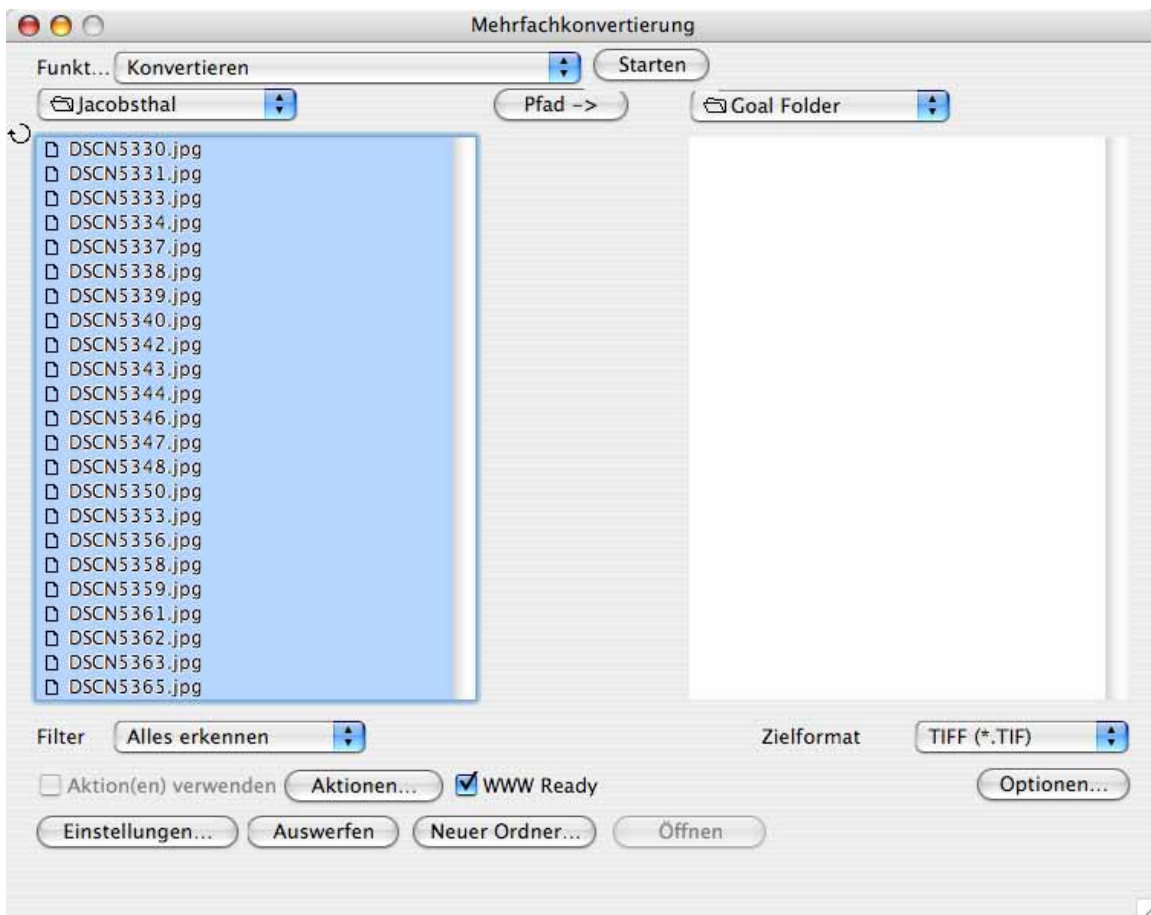 Mehrfachkonvertierung
Funkt... Konvertieren Starten
Jacobsthal Pfad -> Goal Folder
DSCN5330.jpg
DSCN5331.jpg
DSCN5333.jpg
DSCN5334.jpg
DSCN5337.jpg
DSCN5338.jpg
DSCN5339.jpg
DSCN5340.jpg
DSCN5342.jpg
DSCN5343.jpg
DSCN5344.jpg
DSCN5346.jpg
DSCN5347.jpg
DSCN5348.jpg
DSCN5350.jpg
DSCN5353.jpg
DSCN5356.jpg
DSCN5358.jpg
DSCN5359.jpg
DSCN5361.jpg
DSCN5362.jpg
DSCN5363.jpg
DSCN5365.jpg
Filter Alles erkennen Zielformat TIFF (*.TIF)
Aktion(en) verwenden Aktionen... WWW Ready Optionen...
Einstellungen... Auswerfen Neuer Ordner... Öffnen